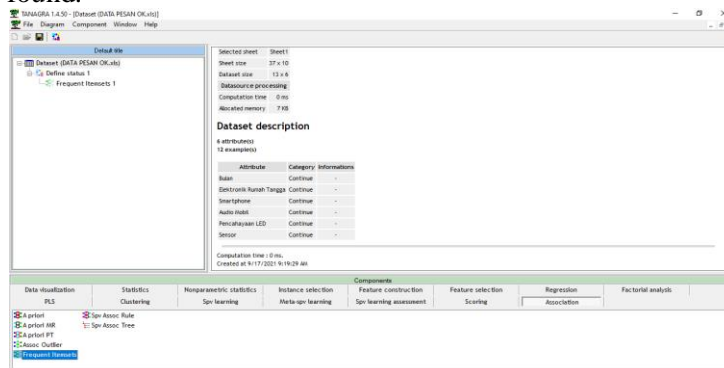 found.
TANAGRA 1.4.50 - [Dataset (DATA PESAN OK.xls)]
File Diagram Component Window Help
Default title
Dataset (DATA PESAN OK.xls)
Define status 1
Frequent Itemsets 1
Selected sheet Sheet1
Sheet size 37 x 10
Dataset size 13 x 6
Datasource processing
Computation time 0 ms
Allocated memory 7 KB
Dataset description
6 attribute(s)
12 example(s)
Attribute Category Informations
Bulan Continue -
Elektronik Rumah Tangga Continue -
Smartphone Continue -
Audio Mobil Continue -
Pencahayaan LED Continue -
Sensor Continue -
Computation time : 0 ms.
Created at 9/17/2021 9:19:29 AM
Components
Data visualization Statistics Nonparametric statistics Instance selection Feature construction Feature selection Regression Factorial analysis
PLS Clustering Spv learning Meta-spv learning Spv learning assessment Scoring Association
A priori Spv Assoc Rule
A priori MR Spv Assoc Tree
A priori PT
Assoc Outlier
Frequent Itemsets